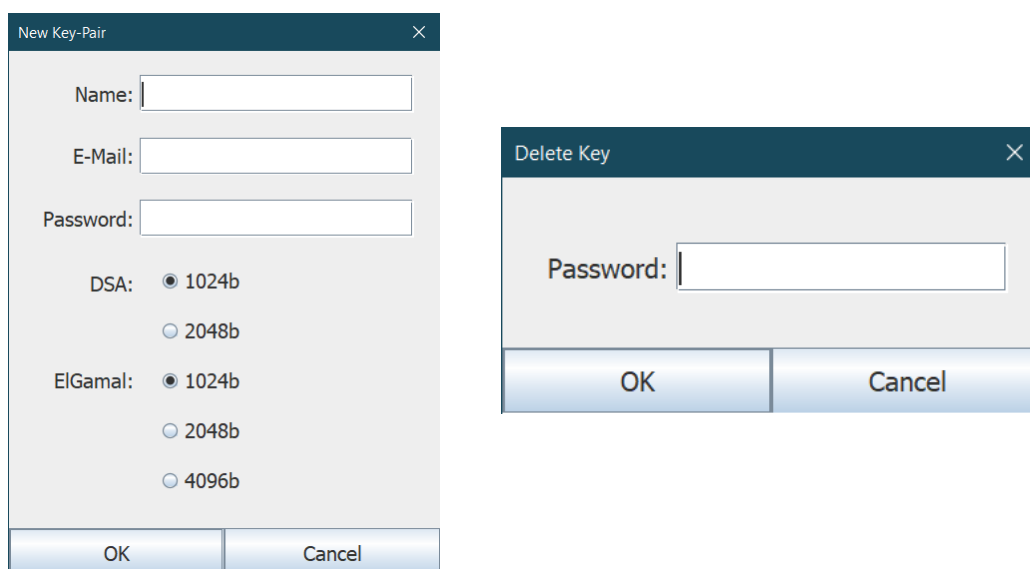 New Key-Pair
Name:
E-Mail:
Password:
DSA: 1024b
2048b
ElGamal: 1024b
2048b
4096b
OK Cancel
Delete Key
Password:
OK Cancel